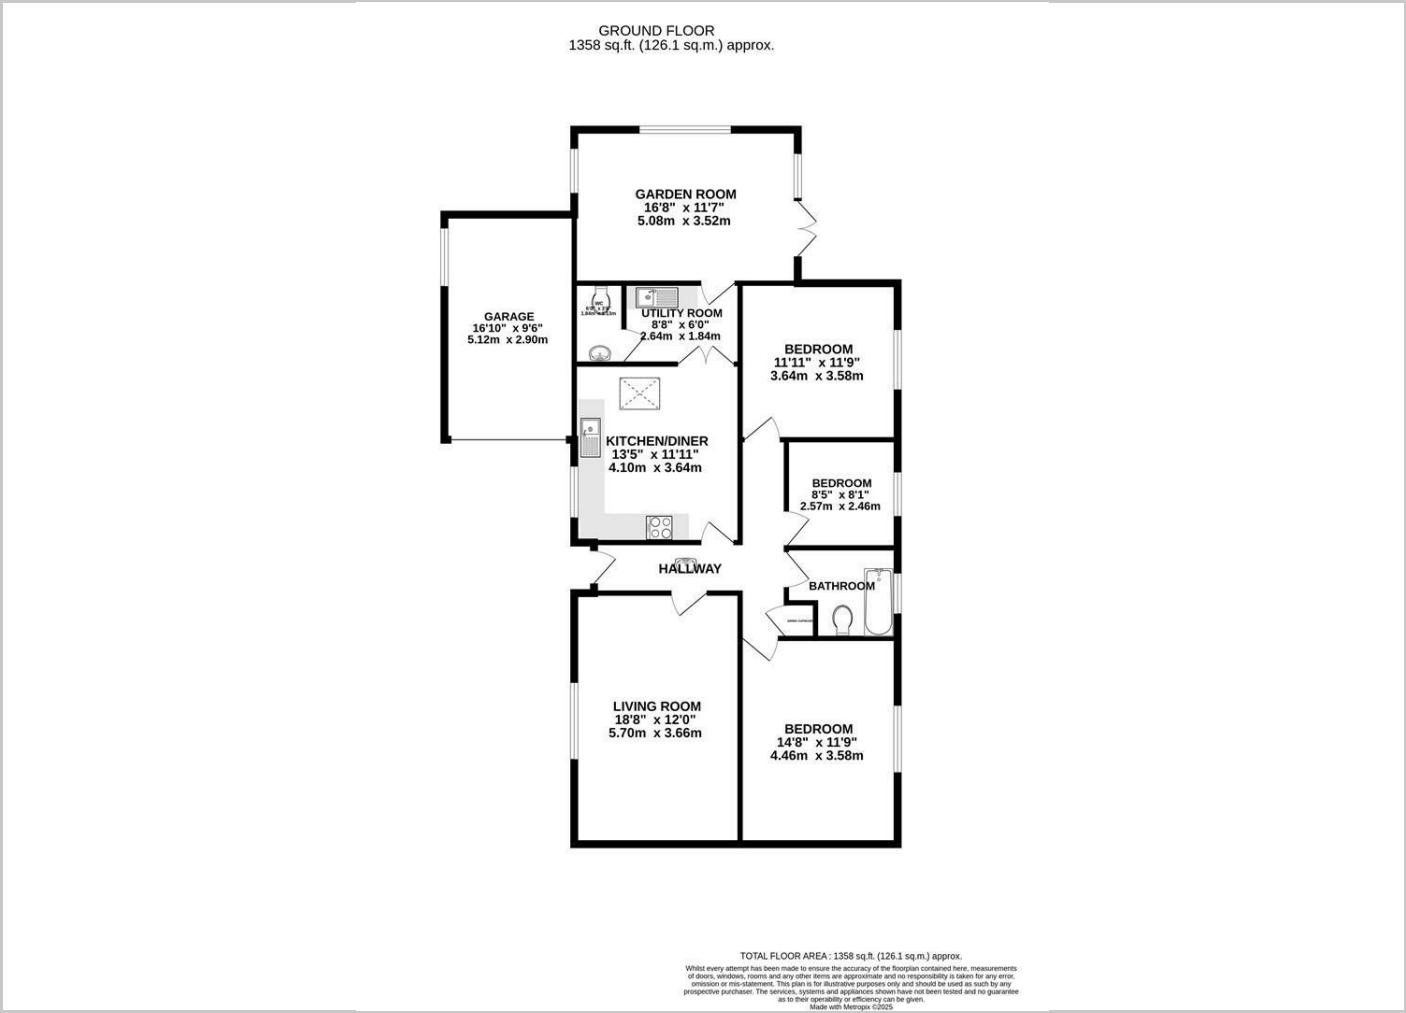 GROUND FLOOR
1358 sq.ft. (126.1 sq.m.) approx.
GARDEN ROOM
16'8" x 11'7"
5.08m x 3.52m
GARAGE
16'10" x 9'6"
5.12m x 2.90m
WC
UTILITY ROOM
8'8" x 6'0"
2.64m x 1.84m
BEDROOM
11'11" x 11'9"
3.64m x 3.58m
KITCHEN/DINER
13'5" x 11'11"
4.10m x 3.64m
BEDROOM
8'5" x 8'1"
2.57m x 2.46m
HALLWAY
BATHROOM
LIVING ROOM
18'8" x 12'0"
5.70m x 3.66m
BEDROOM
14'8" x 11'9"
4.46m x 3.58m
TOTAL FLOOR AREA : 1358 sq.ft. (126.1 sq.m.) approx.
Whilst every attempt has been made to ensure the accuracy of the floorplan contained here, measurements
of doors, windows, rooms and any other items are approximate and no responsibility is taken for any error,
omission or mis-statement. This plan is for illustrative purposes only and should be used as such by any
prospective purchaser. The services, systems and appliances shown have not been tested and no guarantee
as to their operability or efficiency can be given.
Made with Metropix ©2025